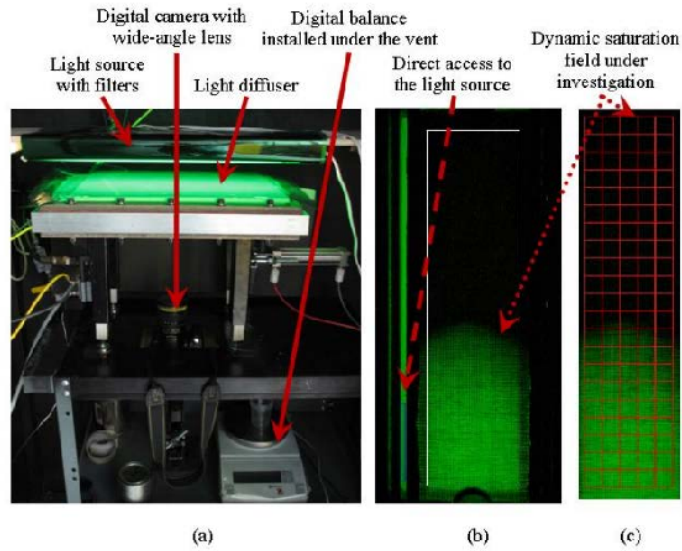 Digital camera with
wide-angle lens
Digital balance
installed under the vent
Light source
with filters
Light diffuser
Direct access to
the light source
Dynamic saturation
field under
investigation
(a)
(b)
(c)